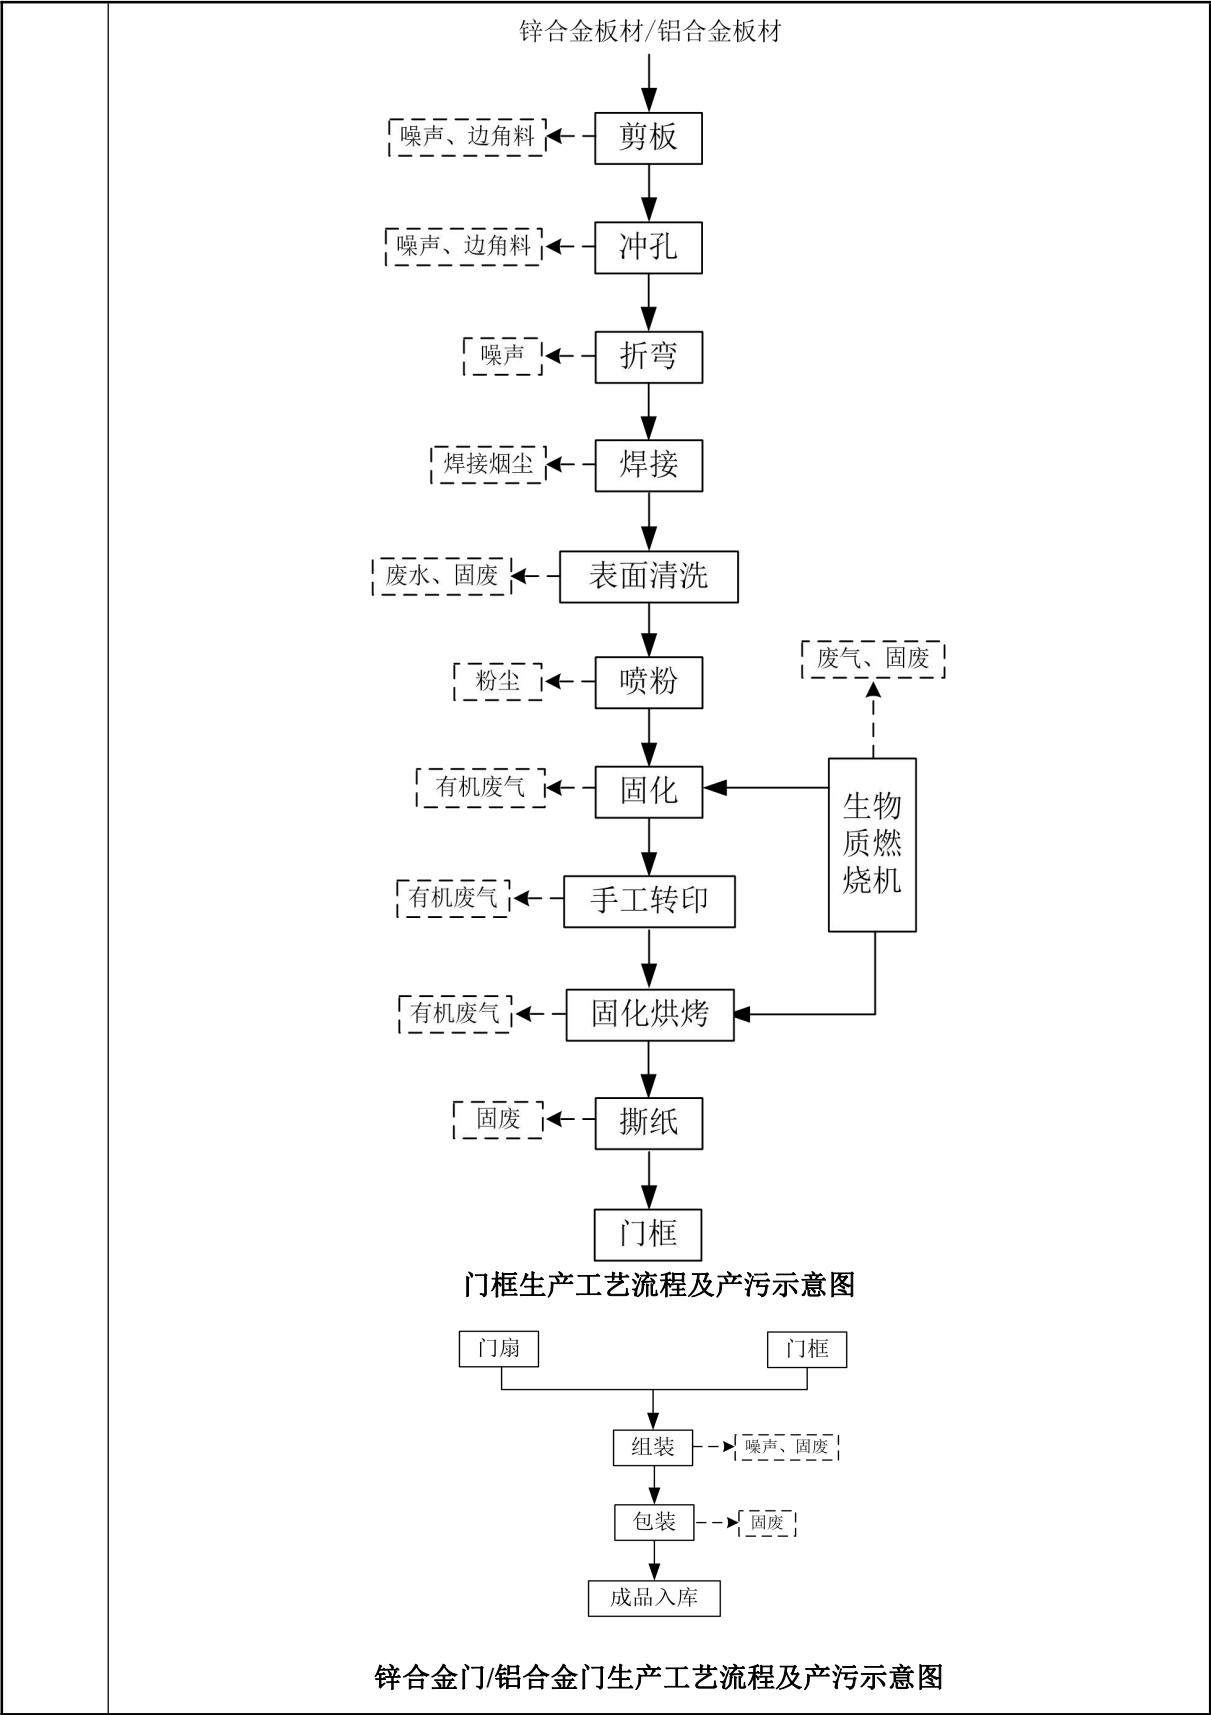 锌合金板材/铝合金板材
噪声、边角料
剪板
噪声、边角料
冲孔
噪声
折弯
焊接烟尘
焊接
废水、固废
表面清洗
废气、固废
粉尘
喷粉
有机废气
固化
生物
质燃
烧机
有机废气
手工转印
有机废气
固化烘烤
固废
撕纸
门框
门框生产工艺流程及产污示意图
门扇
门框
组装
噪声、固废
包装
固废
成品入库
锌合金门/铝合金门生产工艺流程及产污示意图